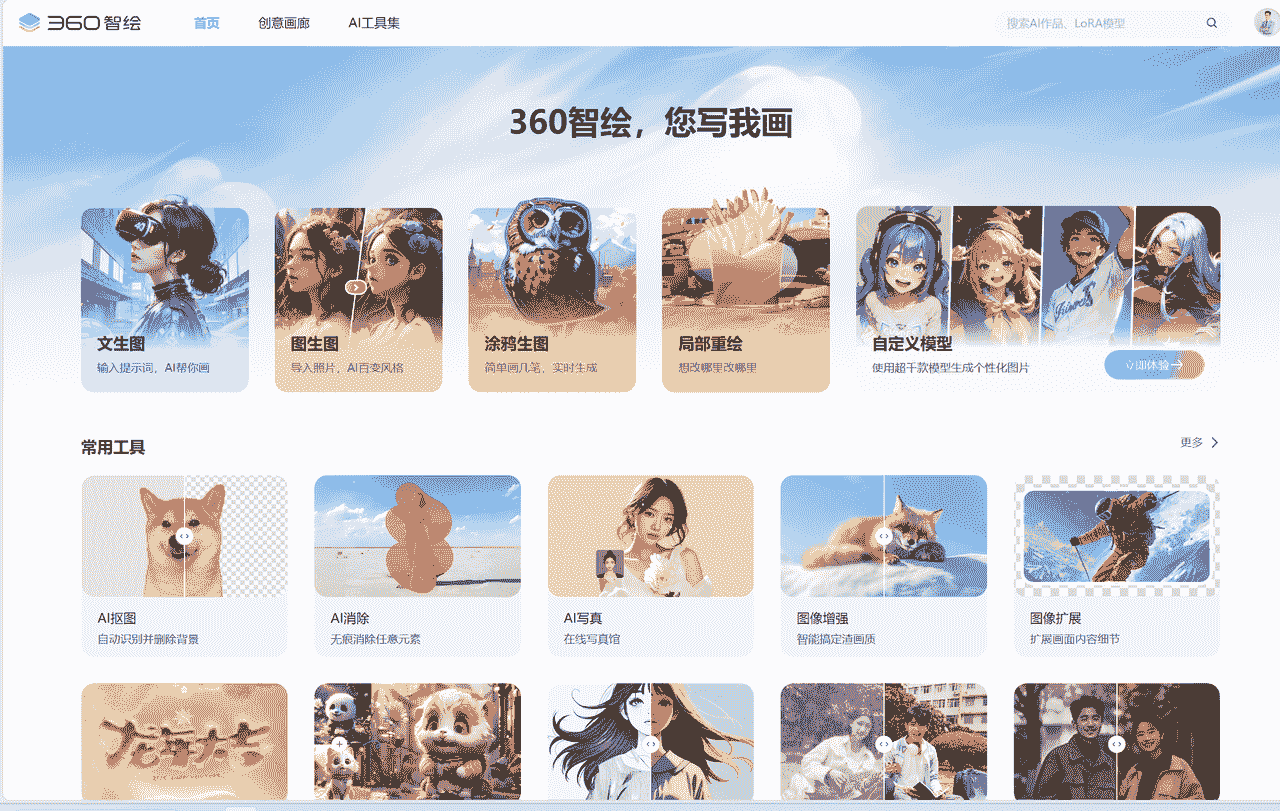 360智绘
首页
创意画廊
AI工具集
搜索AI作品、LoRA模型
360智绘，您写我画
文生图
输入提示词，AI帮你画
图生图
导入照片，AI百变风格
涂鸦生图
简单画几笔，实时生成
局部重绘
想改哪里改哪里
自定义模型
使用超千款模型生成个性化图片
立即体验
常用工具
更多
AI抠图
自动识别并删除背景
AI消除
无痕消除任意元素
AI写真
在线写真馆
图像增强
智能搞定渣画质
图像扩展
扩展画面内容细节
龙年大吉